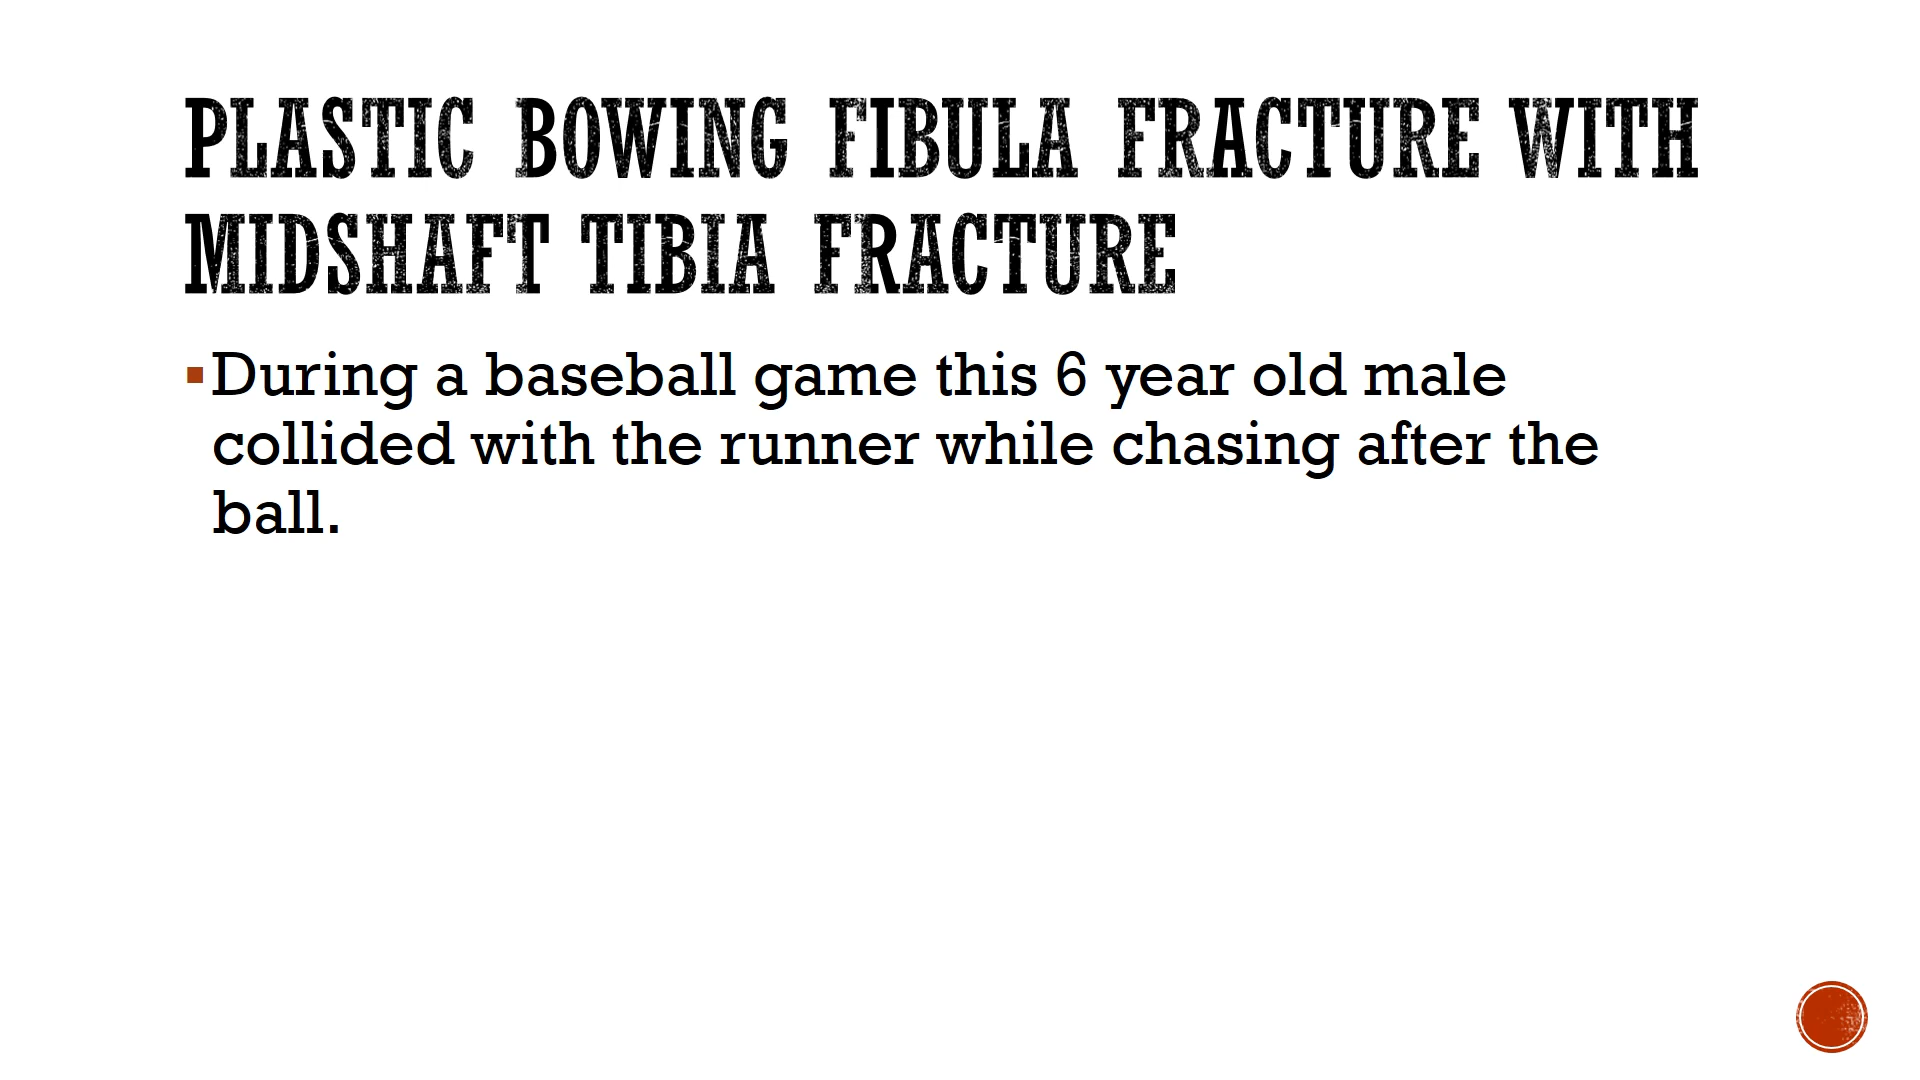 PLASTIC BOWING FIBULA FRACTURE WITH
MIDSHAFT TIBIA FRACTURE
▪During a baseball game this 6 year old male
collided with the runner while chasing after the
ball.